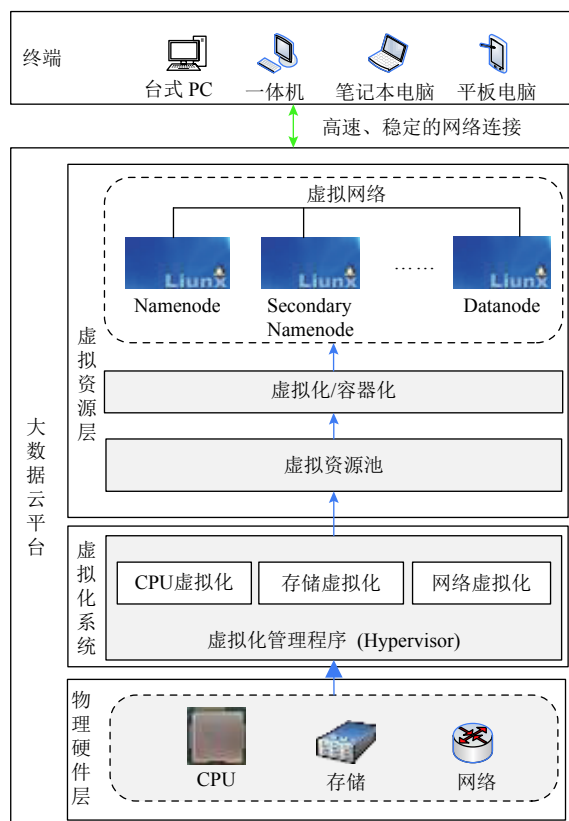 终端
台式 PC
一体机
笔记本电脑
平板电脑
高速、稳定的网络连接
大数据云平台
虚拟资源层
虚拟网络
Liunx
Liunx
……
Liunx
Namenode
Secondary
Namenode
Datanode
虚拟化/容器化
虚拟资源池
虚拟化系统
CPU虚拟化
存储虚拟化
网络虚拟化
虚拟化管理程序 (Hypervisor)
物理硬件层
CPU
存储
网络